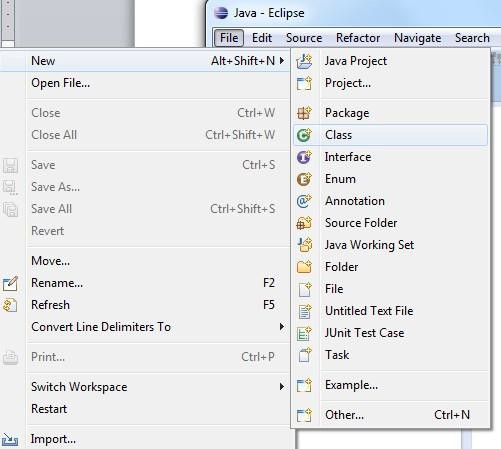 Java - Eclipse
File Edit Source Refactor Navigate Search
New Alt+Shift+N
Open File...
Close Ctrl+W
Close All Ctrl+Shift+W
Save Ctrl+S
Save As...
Save All Ctrl+Shift+S
Revert
Move...
Rename... F2
Refresh F5
Convert Line Delimiters To
Print... Ctrl+P
Switch Workspace
Restart
Import...
Java Project
Project...
Package
Class
Interface
Enum
Annotation
Source Folder
Java Working Set
Folder
File
Untitled Text File
JUnit Test Case
Task
Example...
Other... Ctrl+N